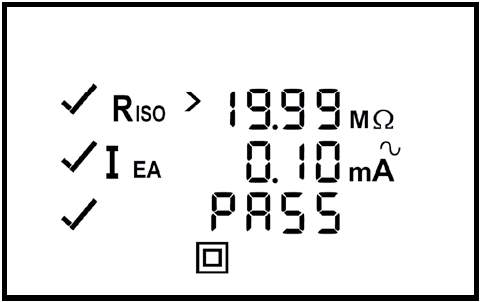 ✓ RISO > 19.99 MΩ
✓ I EA 0.10 mA~
✓ PASS